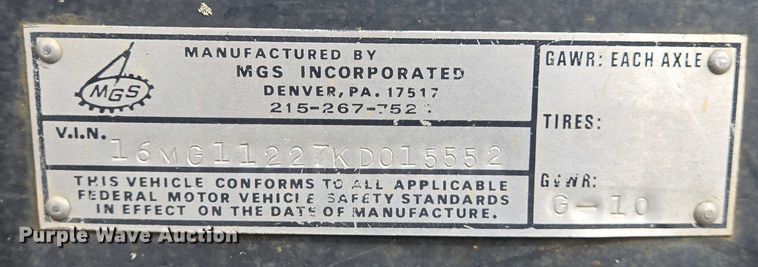 MANUFACTURED BY
MGS INCORPORATED
DENVER, PA. 17517
MGS
V.I.N. 16MG11227KD015552
THIS VEHICLE CONFORMS TO ALL APPLICABLE
FEDERAL MOTOR VEHICLE SAFETY STANDARDS
IN EFFECT ON THE DATE OF MANUFACTURE.
GAWR: EACH AXLE
TIRES:
GVWR:
G-10
Purple Wave Auction